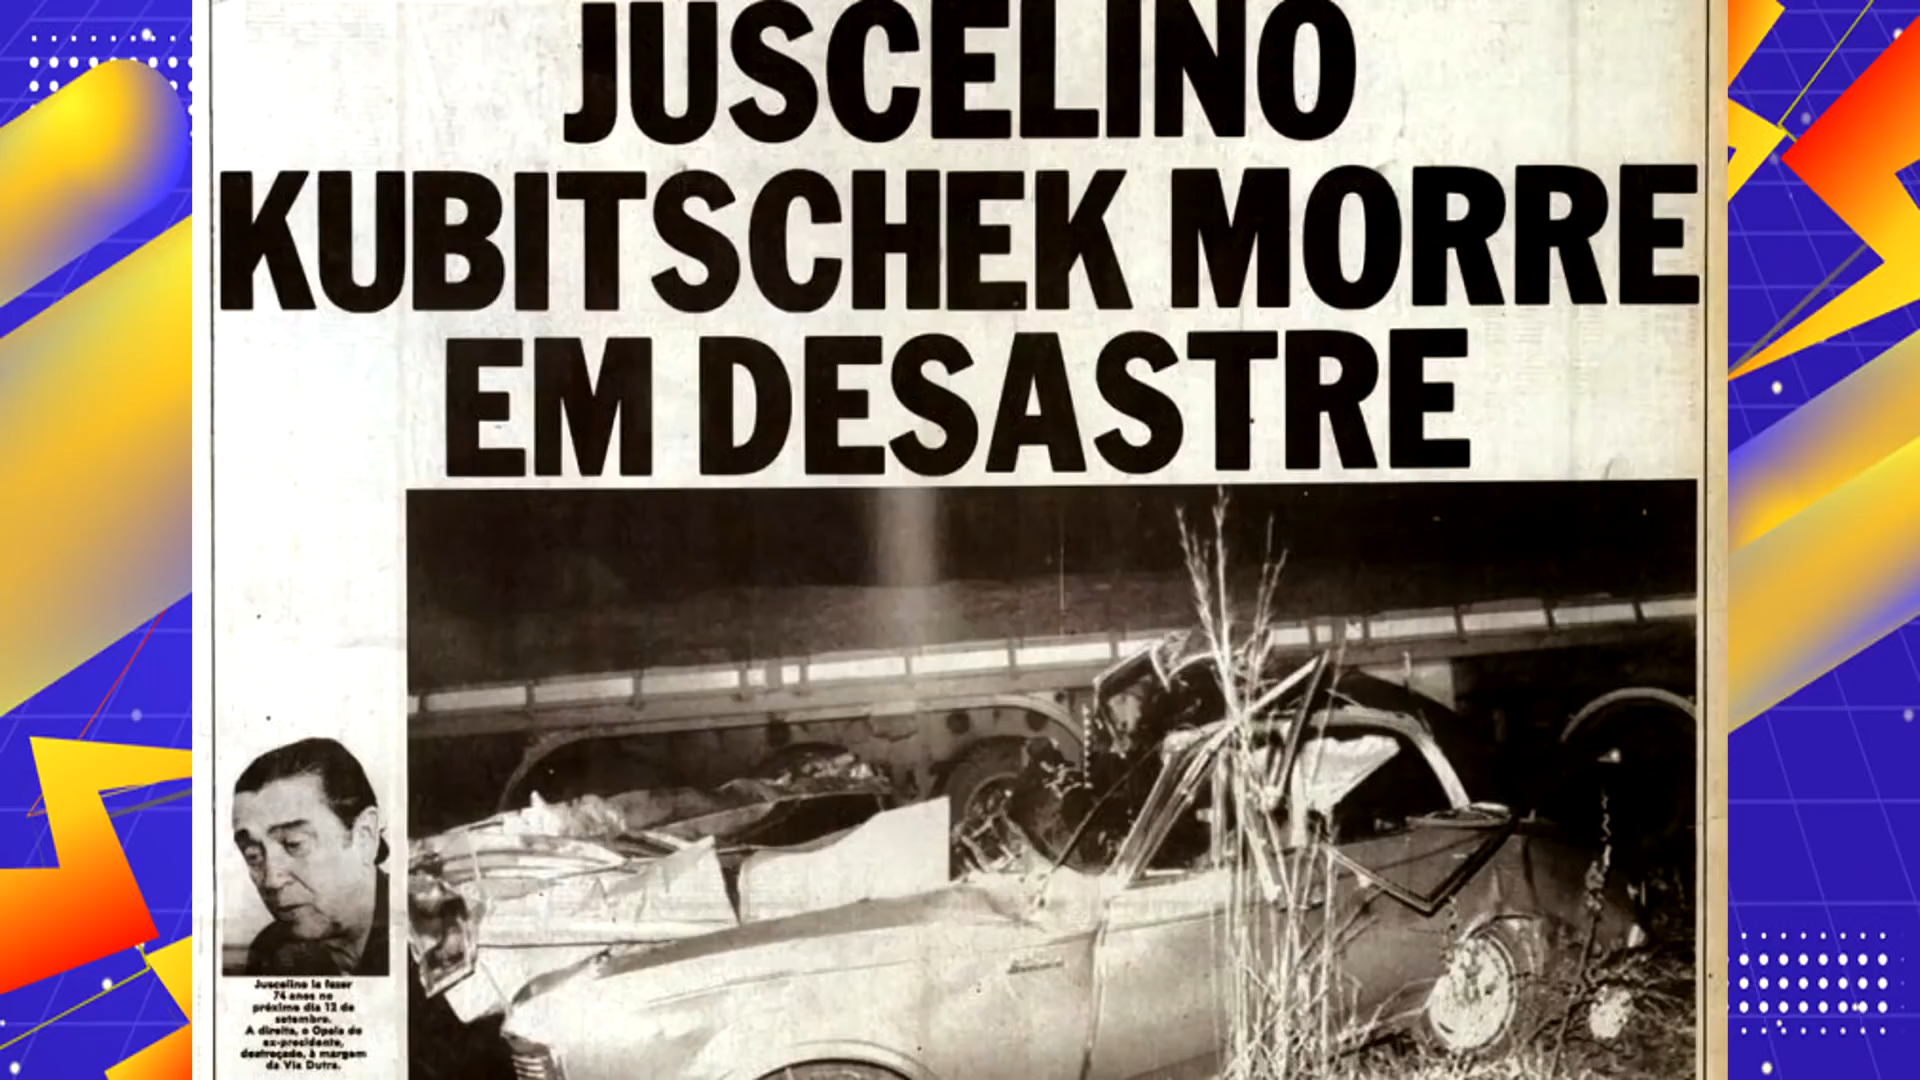 JUSCELINO
KUBITSCHEK MORRE
EM DESASTRE
Juscelino ia fazer
74 anos no
próximo dia 12 de
setembro.
A direita, o Opala do
ex-presidente,
destroçado, à margem
da Via Dutra.